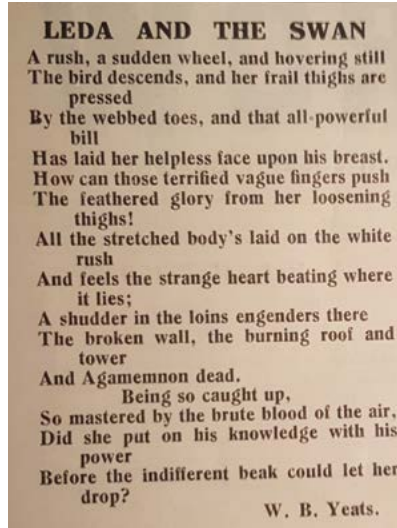 LEDA AND THE SWAN
A rush, a sudden wheel, and hovering still
The bird descends, and her frail thighs are
pressed
By the webbed toes, and that all-powerful
bill
Has laid her helpless face upon his breast.
How can those terrified vague fingers push
The feathered glory from her loosening
thighs!
All the stretched body's laid on the white
rush
And feels the strange heart beating where
it lies;
A shudder in the loins engenders there
The broken wall, the burning roof and
tower
And Agamemnon dead.
Being so caught up,
So mastered by the brute blood of the air,
Did she put on his knowledge with his
power
Before the indifferent beak could let her
drop?
W. B. Yeats.